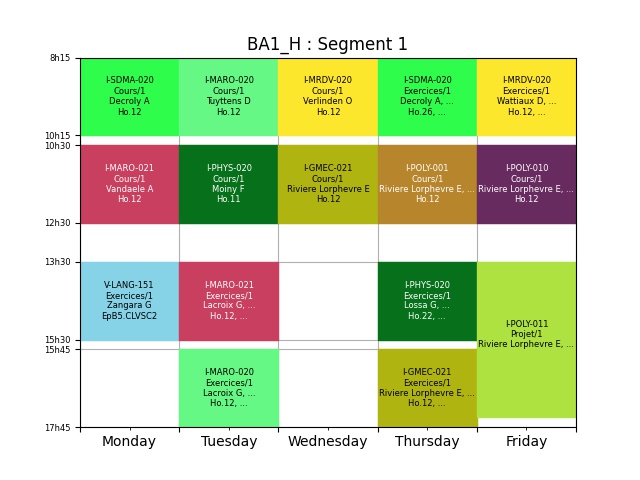 BA1_H : Segment 1
8h15
I-SDMA-020
Cours/1
Decroly A
Ho.12
I-MARO-020
Cours/1
Tuyttens D
Ho.12
I-MRDV-020
Cours/1
Verlinden O
Ho.12
I-SDMA-020
Exercices/1
Decroly A, ...
Ho.26, ...
I-MRDV-020
Exercices/1
Wattiaux D, ...
Ho.12, ...
10h15
10h30
I-MARO-021
Cours/1
Vandaele A
Ho.12
I-PHYS-020
Cours/1
Moiny F
Ho.11
I-GMEC-021
Cours/1
Riviere Lorphevre E
Ho.12
I-POLY-001
Cours/1
Riviere Lorphevre E, ...
Ho.12
I-POLY-010
Cours/1
Riviere Lorphevre E, ...
Ho.12
12h30
13h30
V-LANG-151
Exercices/1
Zangara G
EpB5.CLVSC2
I-MARO-021
Exercices/1
Lacroix G, ...
Ho.12, ...
I-PHYS-020
Exercices/1
Lossa G, ...
Ho.22, ...
I-POLY-011
Projet/1
Riviere Lorphevre E, ...
15h30
15h45
I-MARO-020
Exercices/1
Lacroix G, ...
Ho.12, ...
I-GMEC-021
Exercices/1
Riviere Lorphevre E, ...
Ho.12, ...
17h45
Monday
Tuesday
Wednesday
Thursday
Friday